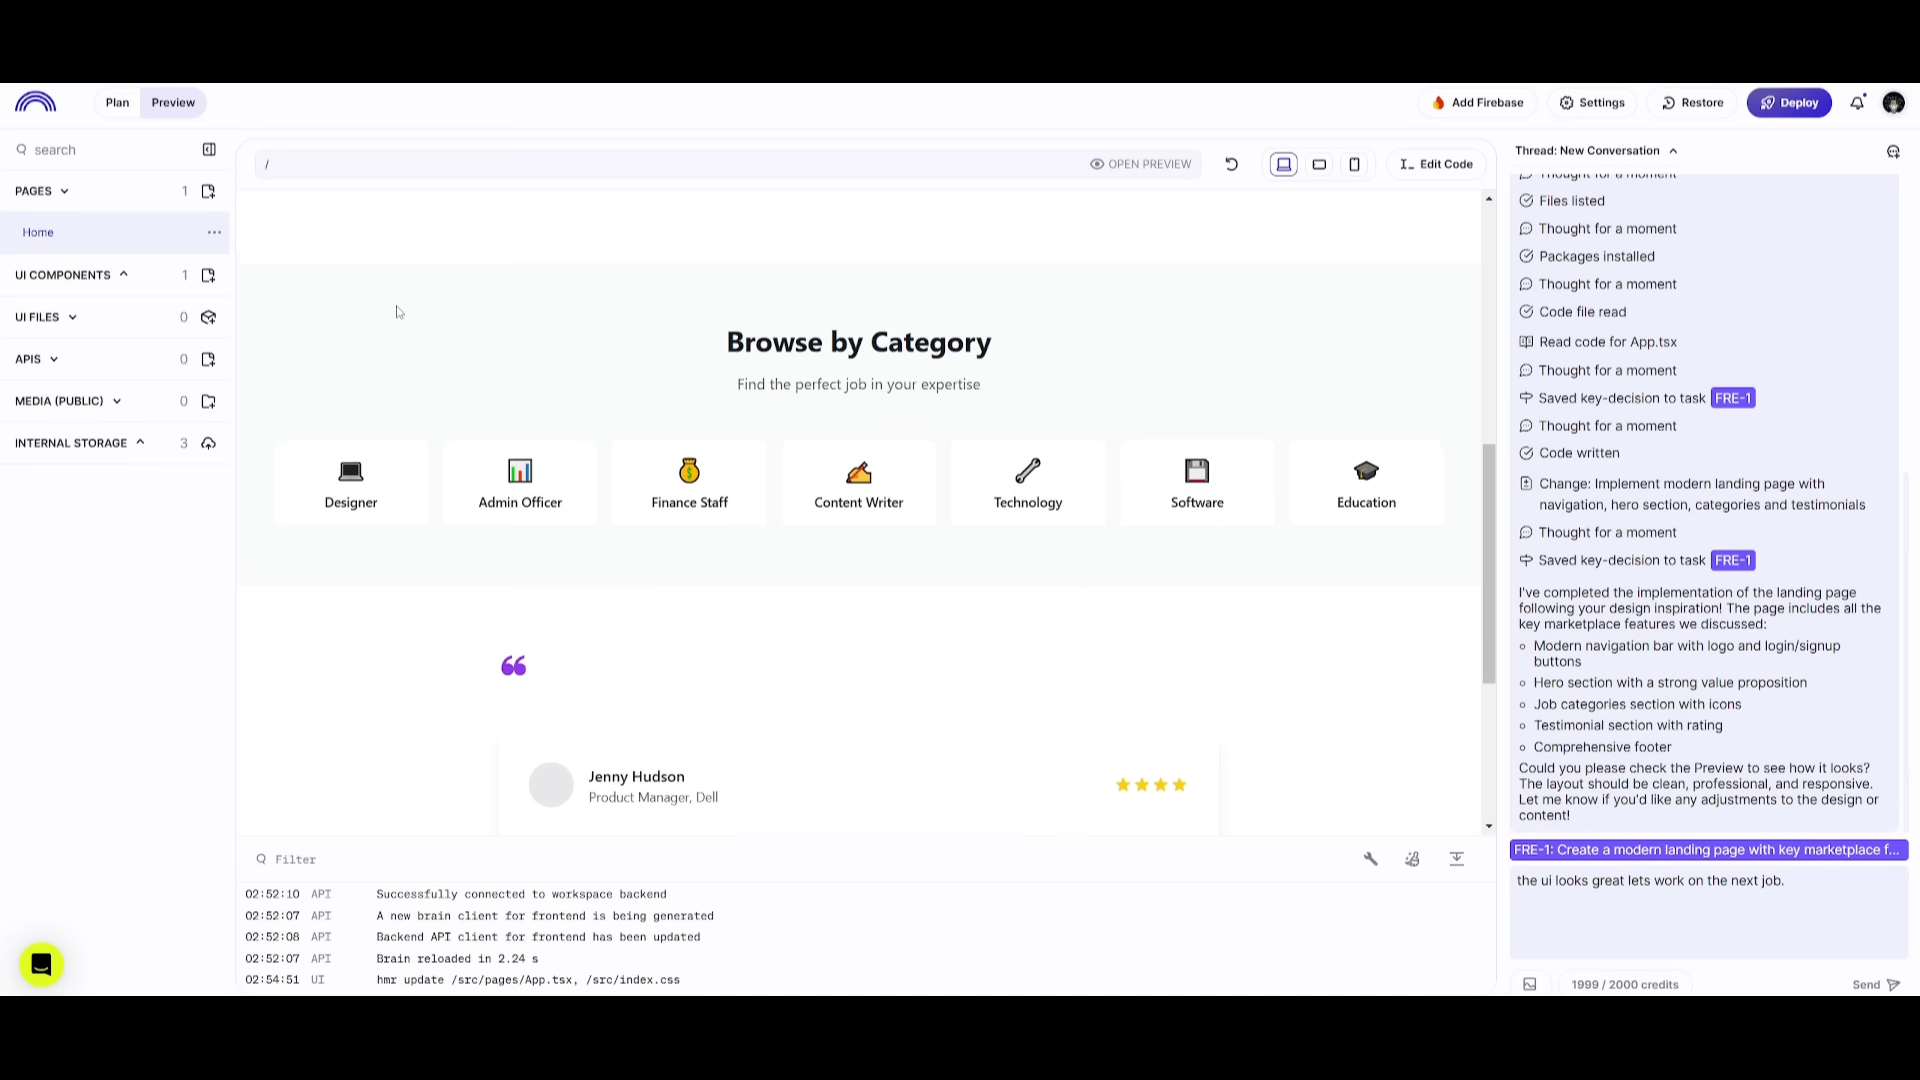 Plan
Preview
Add Firebase
Settings
Restore
Deploy
search
PAGES
1
Home
UI COMPONENTS
1
UI FILES
0
APIS
0
MEDIA (PUBLIC)
0
INTERNAL STORAGE
3
/
OPEN PREVIEW
Edit Code
Browse by Category
Find the perfect job in your expertise
Designer
Admin Officer
Finance Staff
Content Writer
Technology
Software
Education
Jenny Hudson
Product Manager, Dell
Filter
02:52:10 API Successfully connected to workspace backend
02:52:07 API A new brain client for frontend is being generated
02:52:08 API Backend API client for frontend has been updated
02:52:07 API Brain reloaded in 2.24 s
02:54:51 UI hmr update /src/pages/App.tsx, /src/index.css
Thread: New Conversation
Thought for a moment
Files listed
Thought for a moment
Packages installed
Thought for a moment
Code file read
Read code for App.tsx
Thought for a moment
Saved key-decision to task FRE-1
Thought for a moment
Code written
Change: Implement modern landing page with
navigation, hero section, categories and testimonials
Thought for a moment
Saved key-decision to task FRE-1
I've completed the implementation of the landing page
following your design inspiration! The page includes all the
key marketplace features we discussed:
Modern navigation bar with logo and login/signup
buttons
Hero section with a strong value proposition
Job categories section with icons
Testimonial section with rating
Comprehensive footer
Could you please check the Preview to see how it looks?
The layout should be clean, professional, and responsive.
Let me know if you'd like any adjustments to the design or
content!
FRE-1: Create a modern landing page with key marketplace f...
the ui looks great lets work on the next job.
1999 / 2000 credits
Send